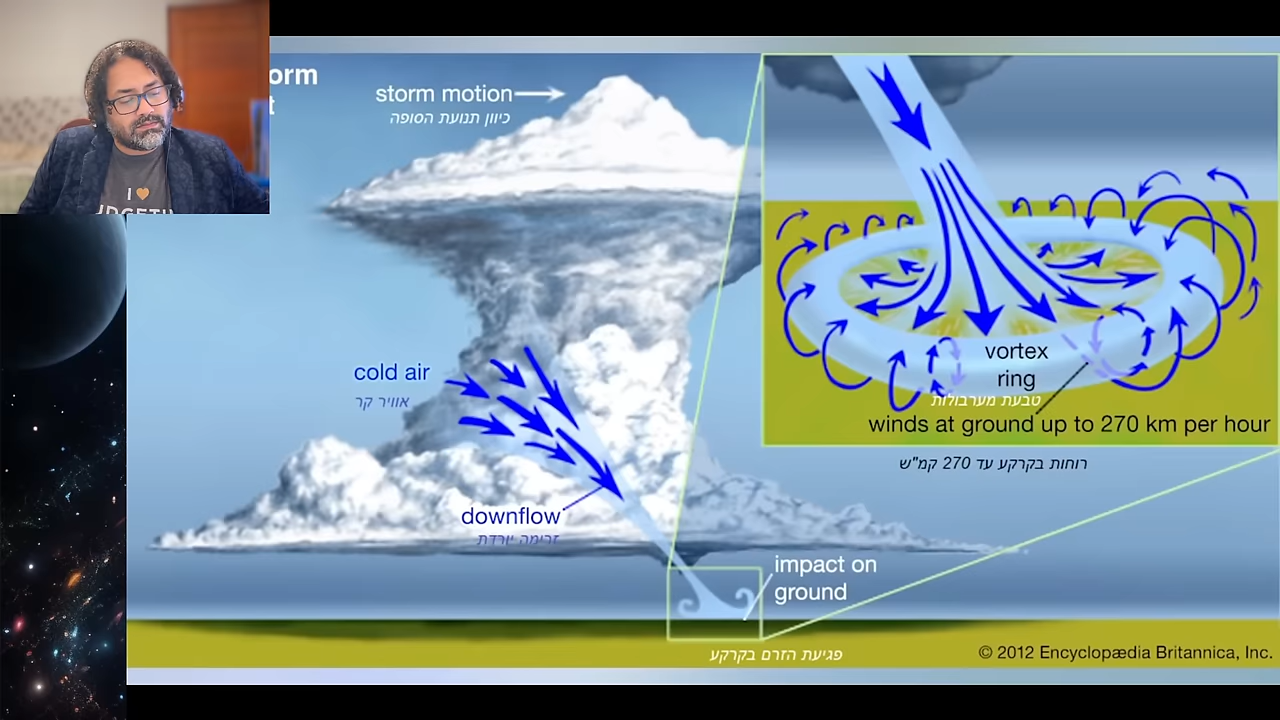 orm
t
I
storm motion
כיוון תנועת הסופה
cold air
אוויר קר
downflow
זרימה יורדת
vortex
ring
טבעת מערבולות
winds at ground up to 270 km per hour
רוחות בקרקע עד 270 קמ"ש
impact on
ground
פגיעת הזרם בקרקע
© 2012 Encyclopædia Britannica, Inc.